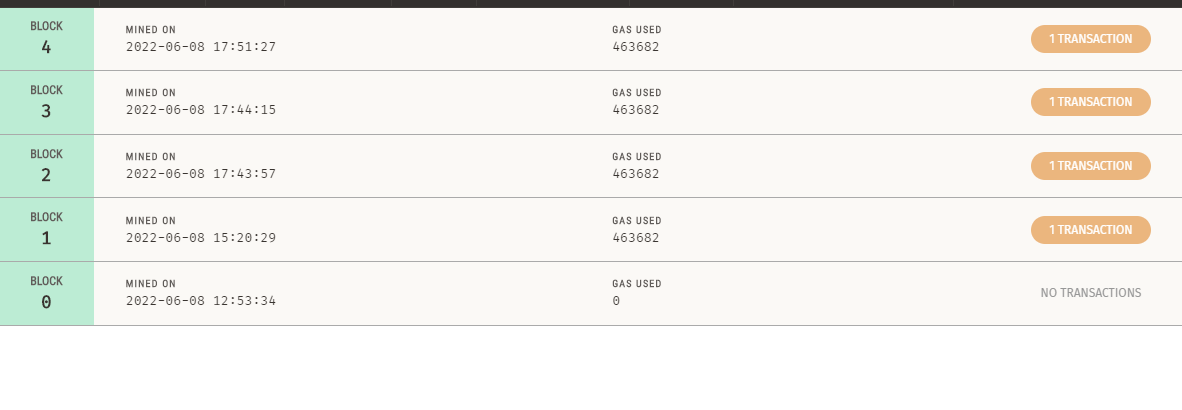 BLOCK
4
MINED ON
2022-06-08 17:51:27
GAS USED
463682
1 TRANSACTION
BLOCK
3
MINED ON
2022-06-08 17:44:15
GAS USED
463682
1 TRANSACTION
BLOCK
2
MINED ON
2022-06-08 17:43:57
GAS USED
463682
1 TRANSACTION
BLOCK
1
MINED ON
2022-06-08 15:20:29
GAS USED
463682
1 TRANSACTION
BLOCK
0
MINED ON
2022-06-08 12:53:34
GAS USED
0
NO TRANSACTIONS